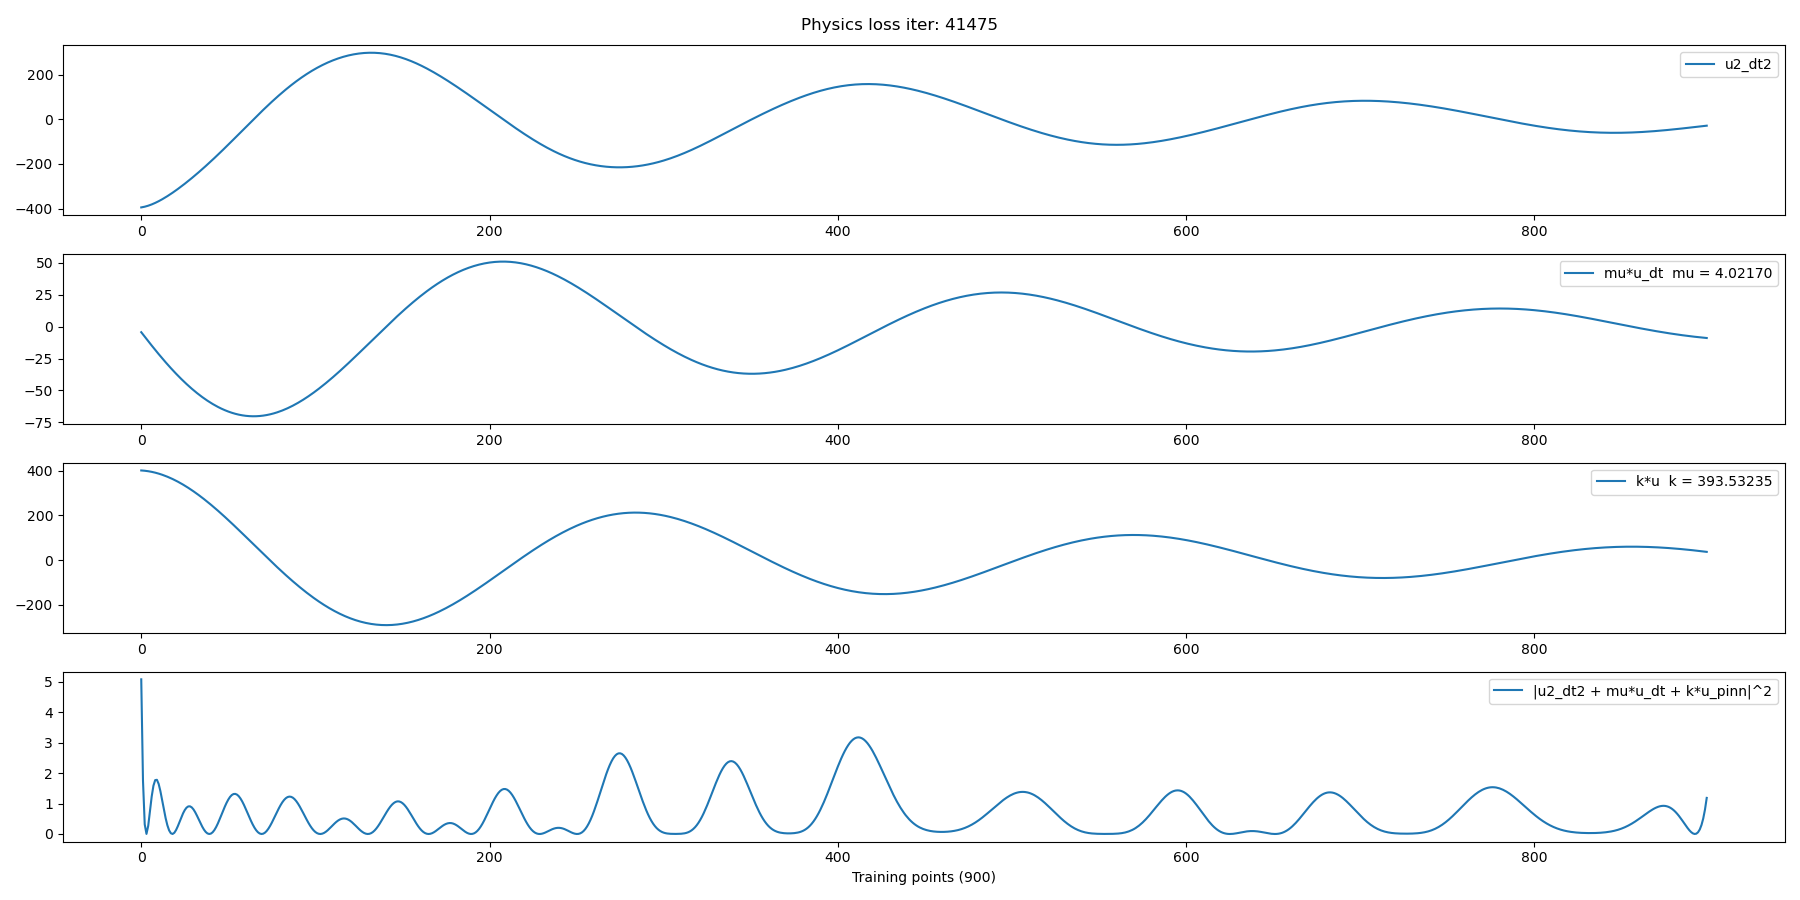 Physics loss iter: 41475
200
0
−200
−400
u2_dt2
0 200 400 600 800
50
25
0
−25
−50
−75
mu*u_dt  mu = 4.02170
0 200 400 600 800
400
200
0
−200
k*u  k = 393.53235
0 200 400 600 800
5
4
3
2
1
0
|u2_dt2 + mu*u_dt + k*u_pinn|^2
0 200 400 600 800
Training points (900)